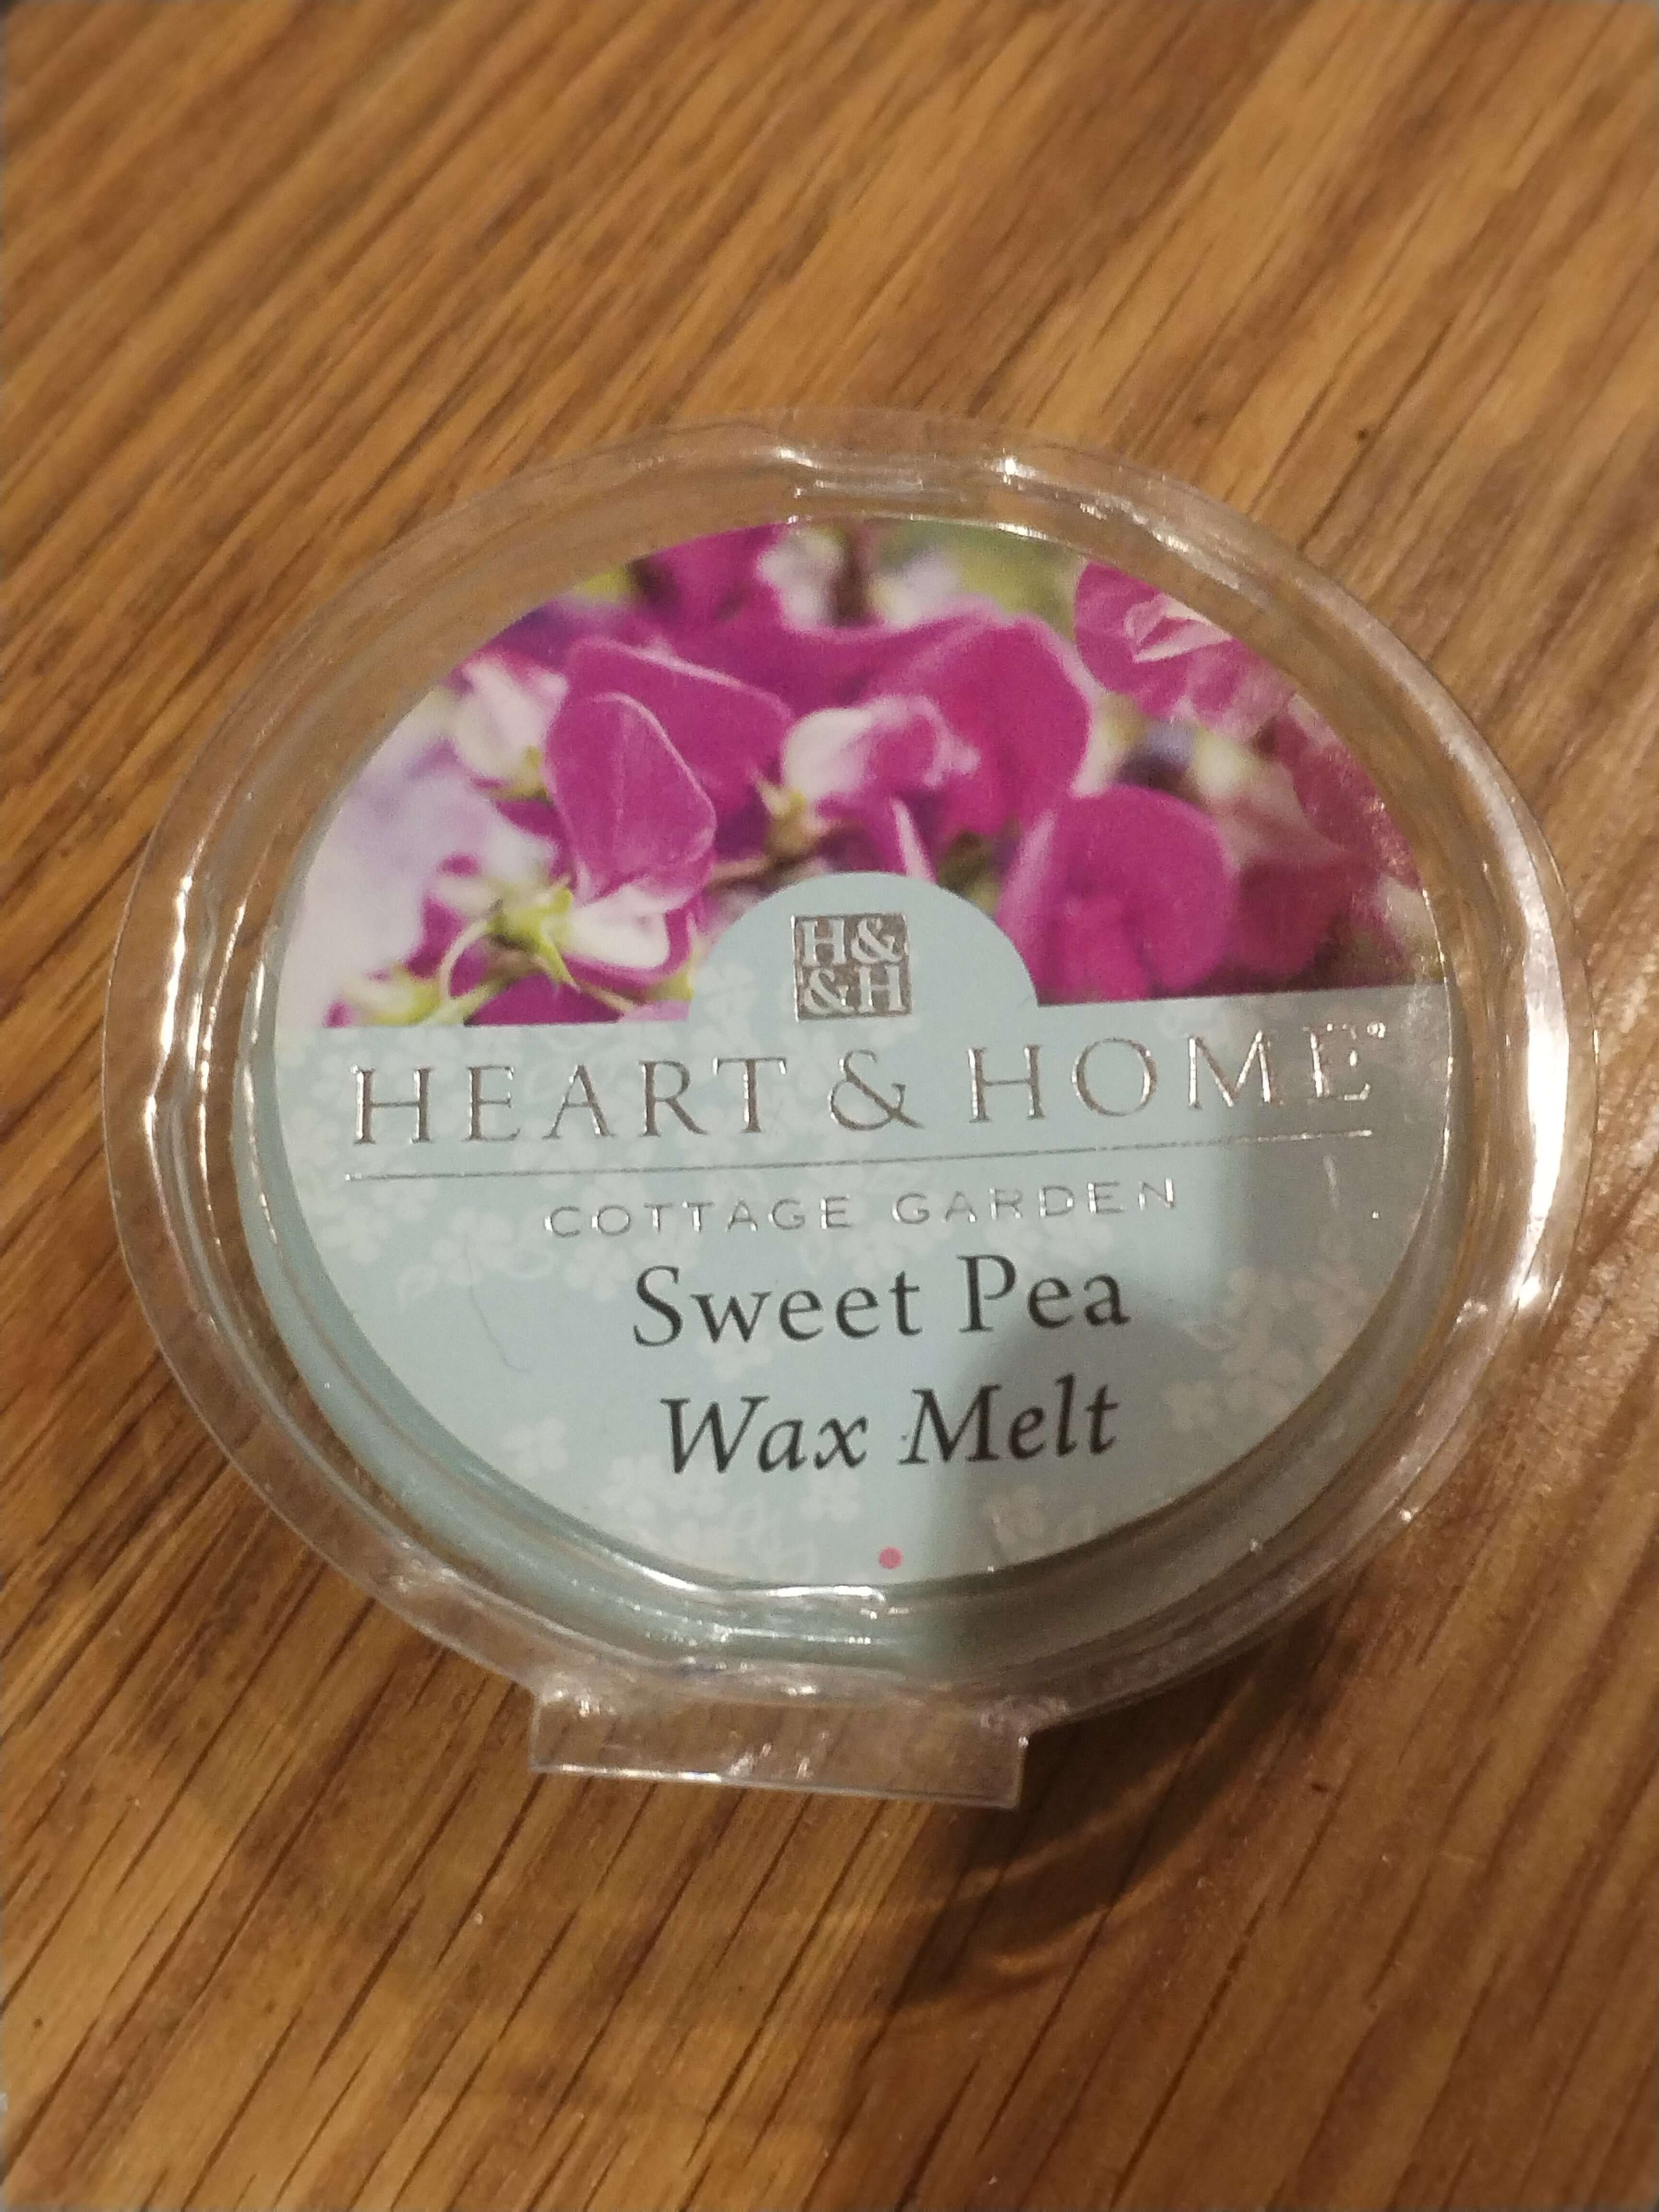 H&
&H
HEART & HOME®
COTTAGE GARDEN
Sweet Pea
Wax Melt